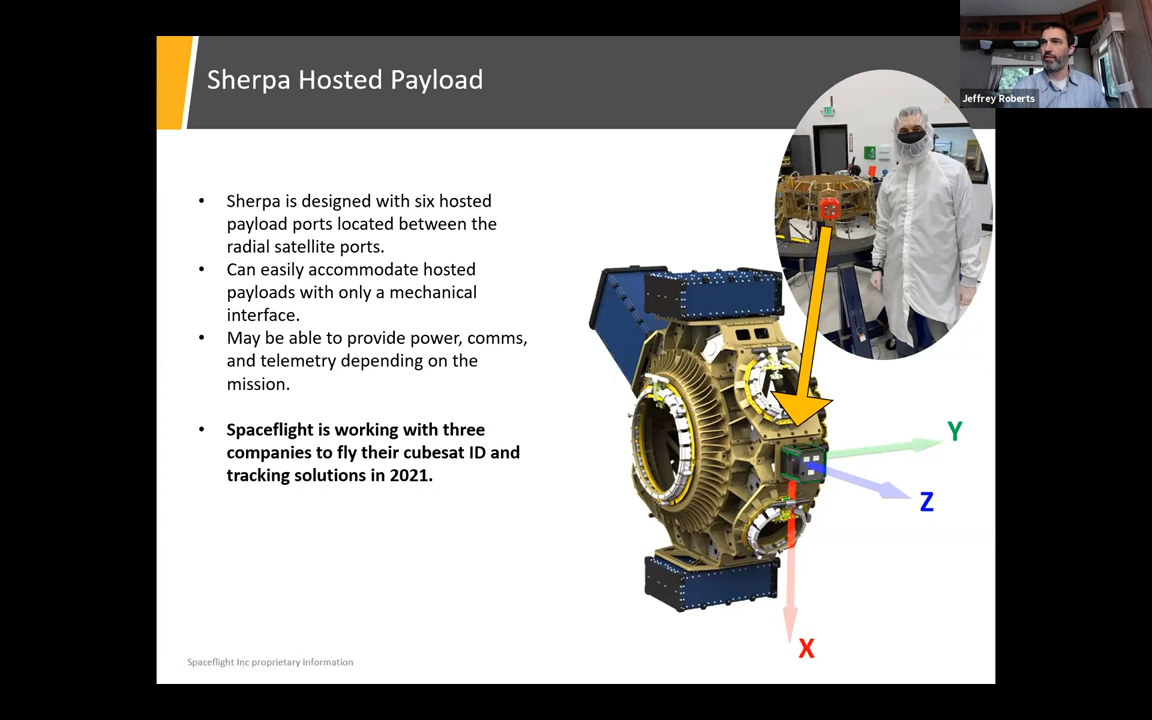 Sherpa Hosted Payload
Jeffrey Roberts
• Sherpa is designed with six hosted
payload ports located between the
radial satellite ports.
• Can easily accommodate hosted
payloads with only a mechanical
interface.
• May be able to provide power, comms,
and telemetry depending on the
mission.
• Spaceflight is working with three
companies to fly their cubesat ID and
tracking solutions in 2021.
Y
Z
X
Spaceflight Inc proprietary information